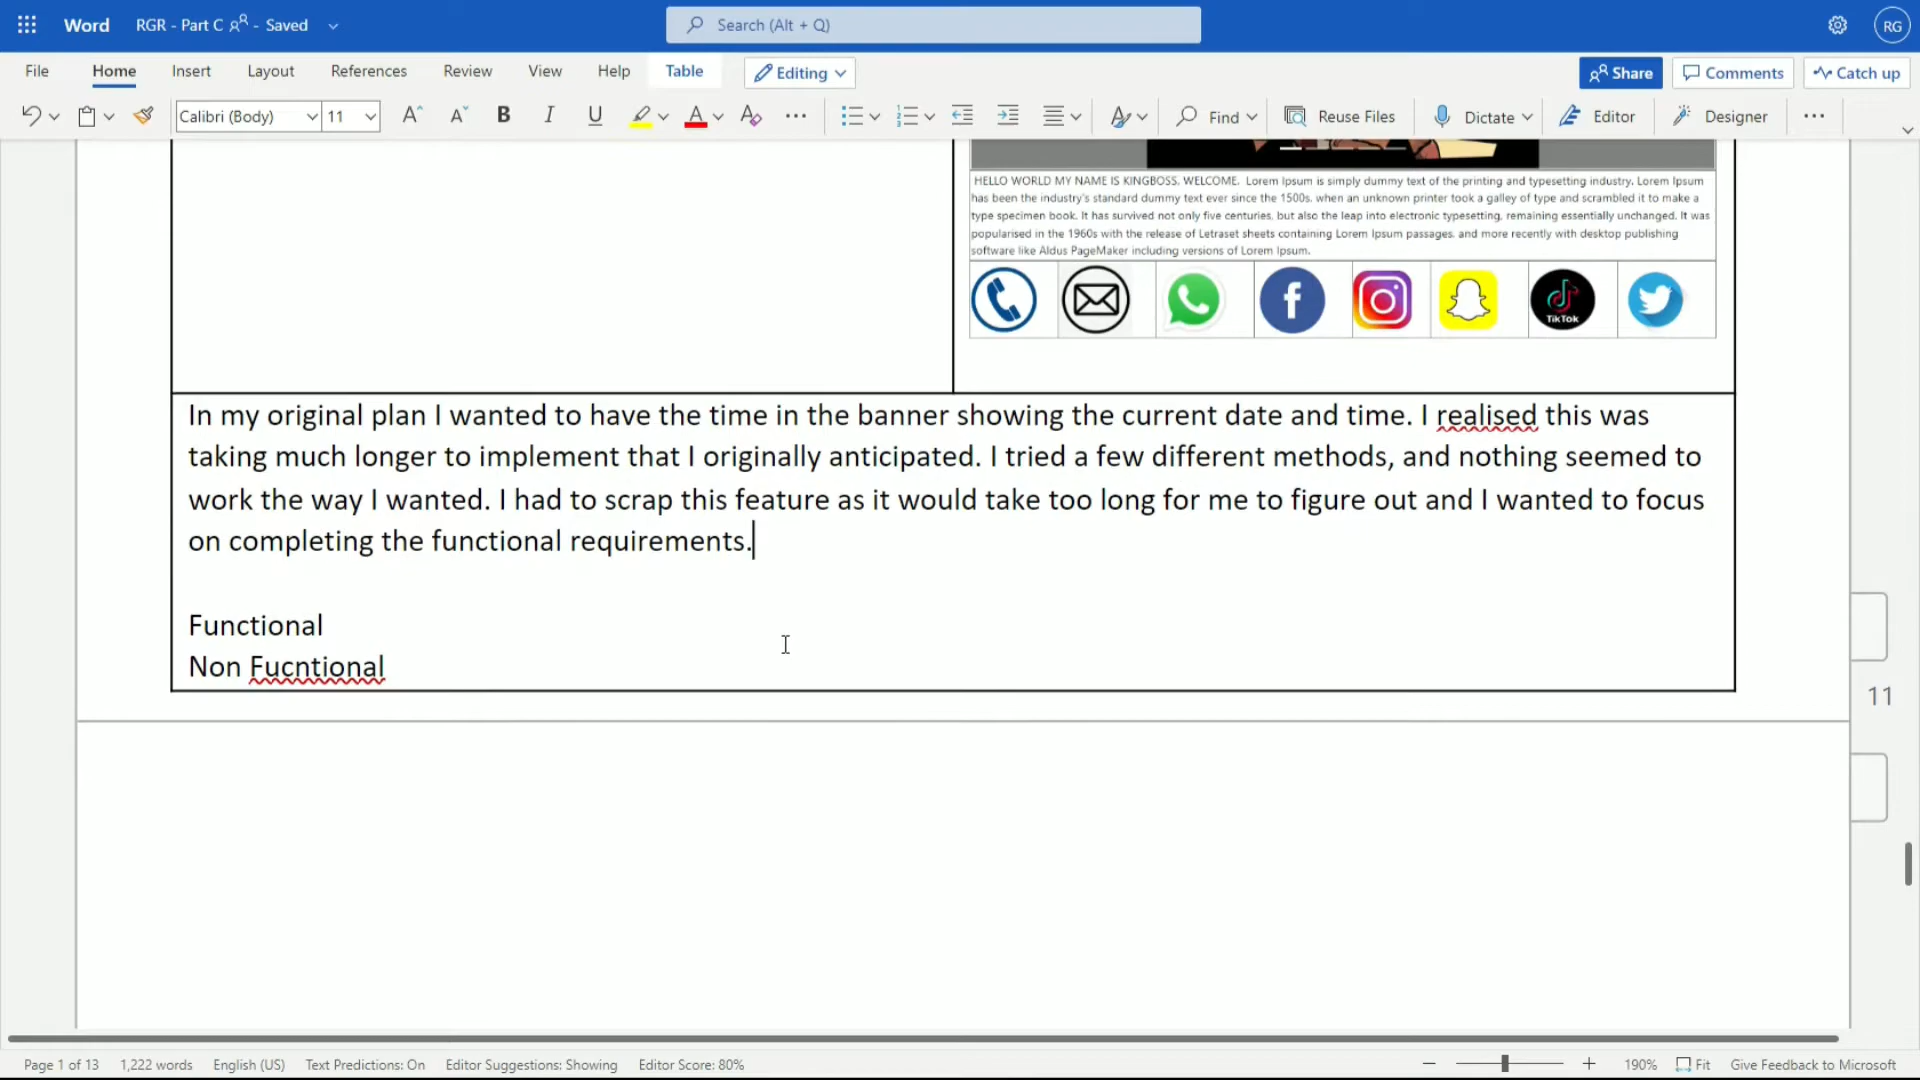 Word RGR - Part C - Saved Search (Alt + Q) RG
File Home Insert Layout References Review View Help Table Editing Share Comments Catch up
Calibri (Body) 11 A A B I U A A Find Reuse Files Dictate Editor Designer
HELLO WORLD MY NAME IS KINGBOSS. WELCOME. Lorem Ipsum is simply dummy text of the printing and typesetting industry. Lorem Ipsum
has been the industry's standard dummy text ever since the 1500s, when an unknown printer took a galley of type and scrambled it to make a
type specimen book. It has survived not only five centuries, but also the leap into electronic typesetting, remaining essentially unchanged. It was
popularised in the 1960s with the release of Letraset sheets containing Lorem Ipsum passages, and more recently with desktop publishing
software like Aldus PageMaker including versions of Lorem Ipsum.
f TikTok
In my original plan I wanted to have the time in the banner showing the current date and time. I realised this was
taking much longer to implement that I originally anticipated. I tried a few different methods, and nothing seemed to
work the way I wanted. I had to scrap this feature as it would take too long for me to figure out and I wanted to focus
on completing the functional requirements.
Functional
Non Fucntional
11
Page 1 of 13 1,222 words English (US) Text Predictions: On Editor Suggestions: Showing Editor Score: 80% 190% Fit Give Feedback to Microsoft